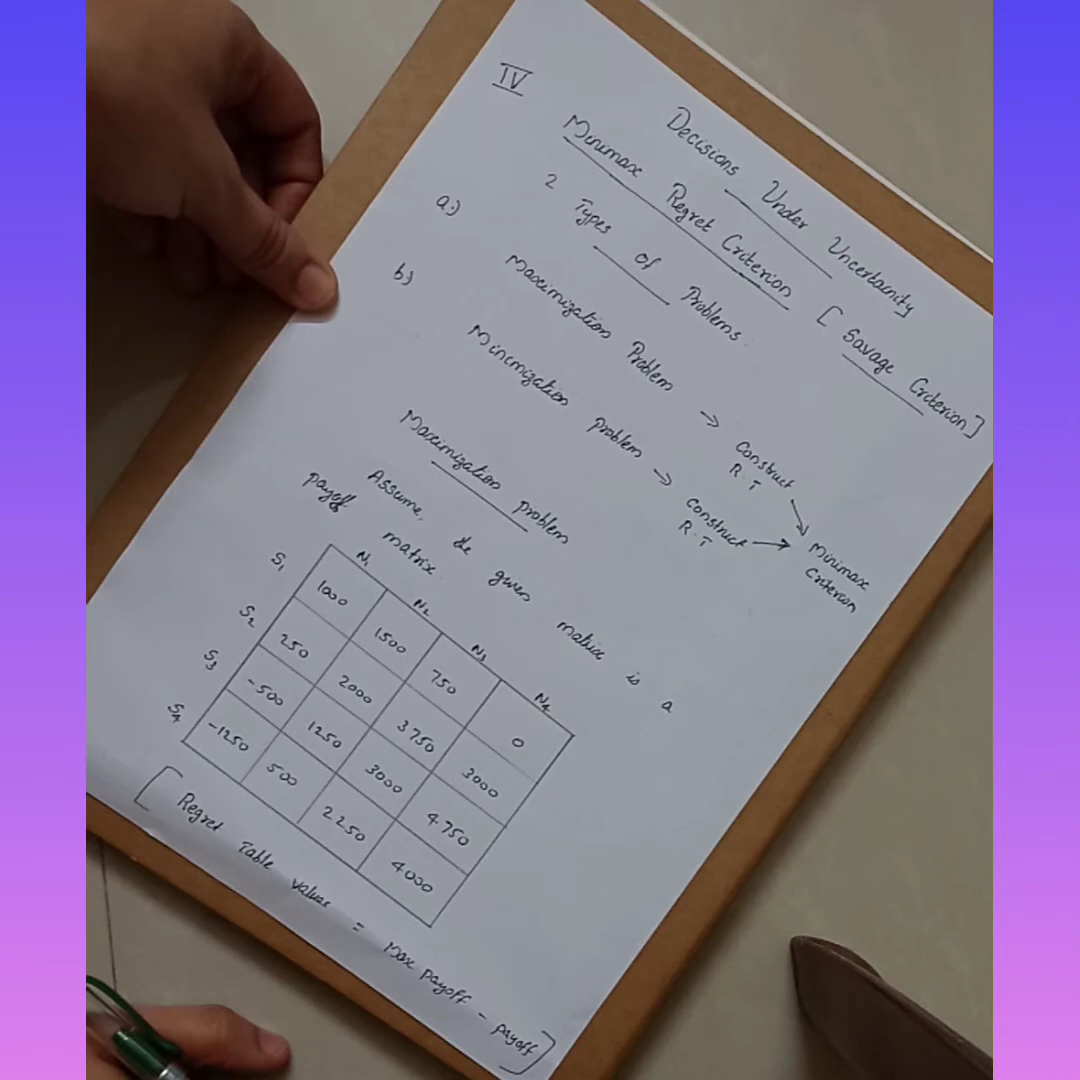 IV
Decisions Under Uncertainity
Minimax Regret Criterion [Savage Criterion]
2 Types of Problems.
a.) Maximization Problem → Construct R.T
b) Minimization problem → Construct R.T → Minimax Criterion
Maximization problem
Assume, the given matrix is a
payoff matrix.
N1 N2 N3 N4
S1 1000 1500 750 0
S2 250 2000 3750 3000
S3 -500 1250 3000 4750
S4 -1250 500 2250 4000
[Regret Table values = Max payoff - payoff]